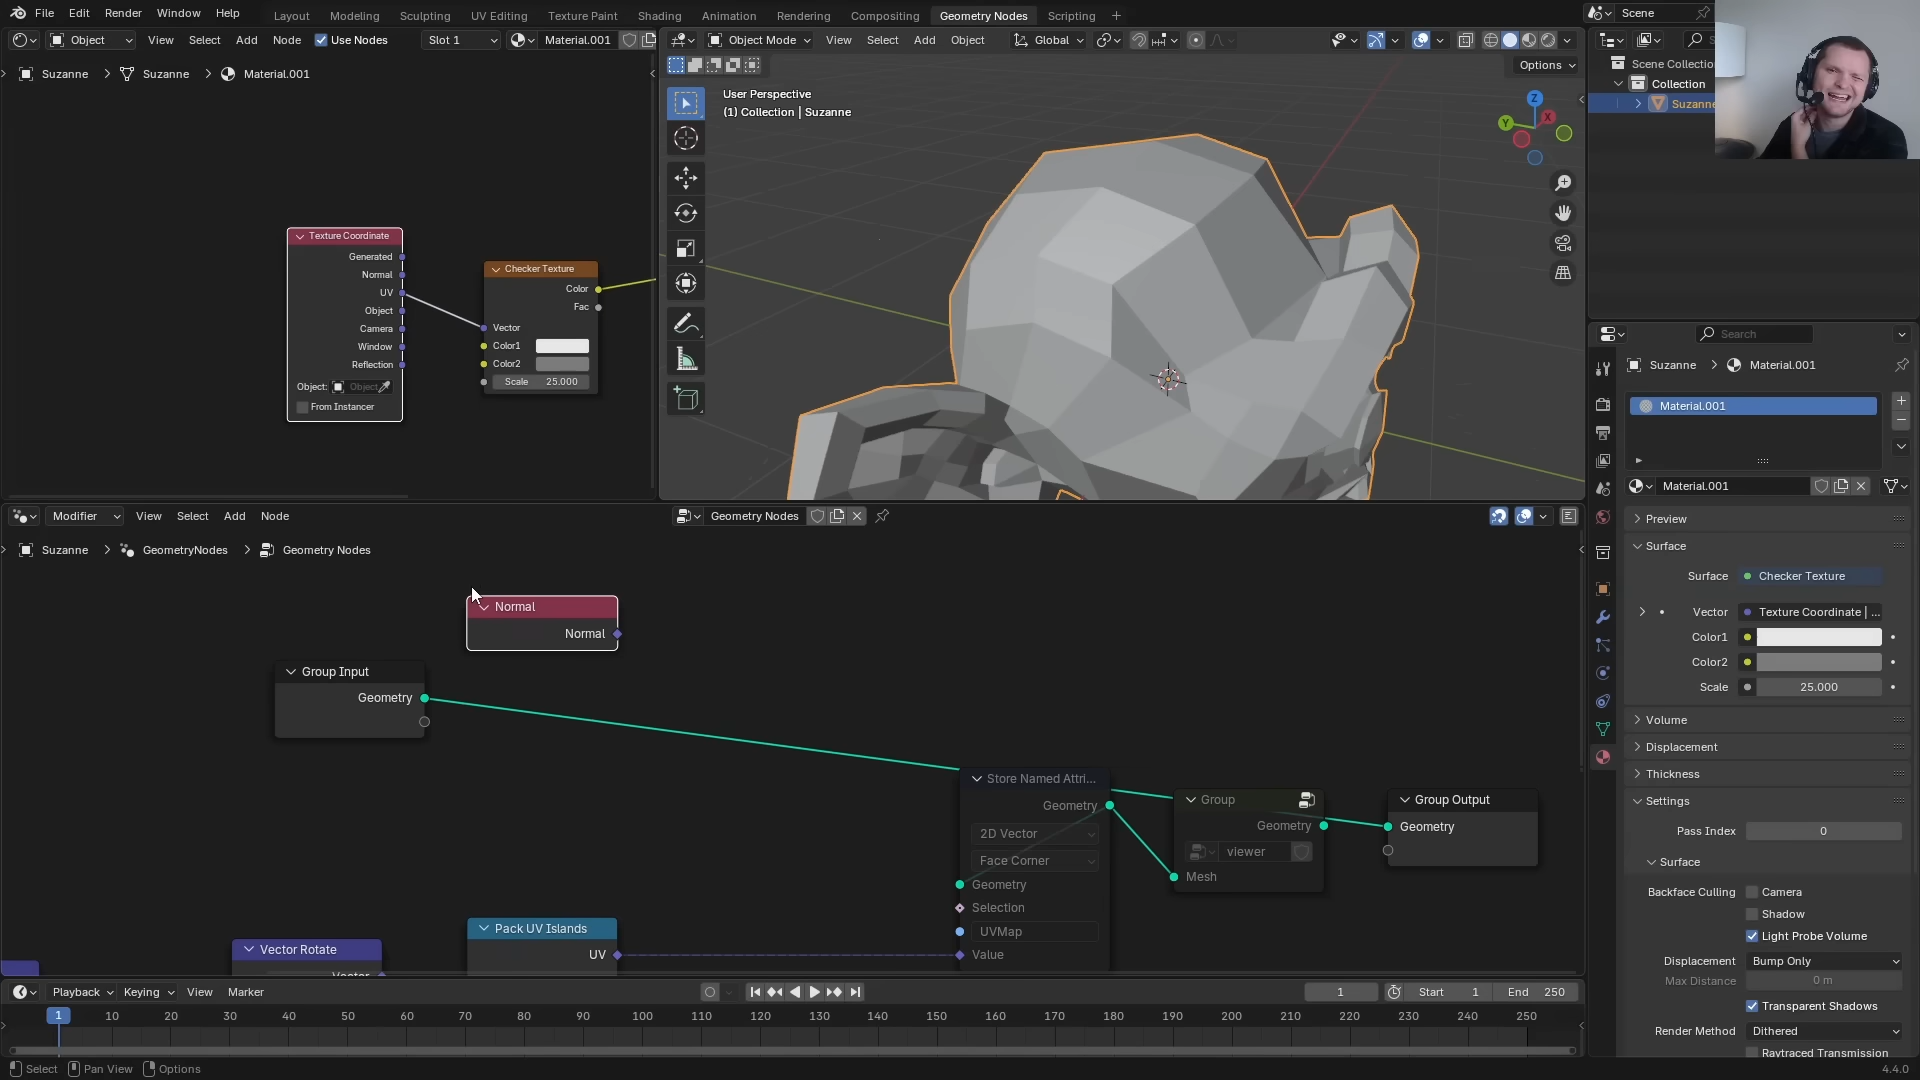 File Edit Render Window Help Layout Modeling Sculpting UV Editing Texture Paint Shading Animation Rendering Compositing Geometry Nodes Scripting + Scene
Object View Select Add Node Use Nodes Slot 1 Material.001
Object Mode View Select Add Object Global
Options
Suzanne > Suzanne > Material.001
User Perspective
(1) Collection | Suzanne
Z
X
Y
Scene Collectio
Collection
Suzanne
Texture Coordinate
Generated
Normal
UV
Object
Camera
Window
Reflection
Object: Object
From Instancer
Checker Texture
Color
Fac
Vector
Color1
Color2
Scale 25.000
Search
Suzanne > Material.001
Material.001
Material.001
Preview
Surface
Surface Checker Texture
Vector Texture Coordinate | ...
Color1
Color2
Scale 25.000
Volume
Displacement
Thickness
Settings
Pass Index 0
Surface
Backface Culling Camera
Shadow
Light Probe Volume
Displacement Bump Only
Max Distance 0 m
Transparent Shadows
Render Method Dithered
Raytraced Transmission
Modifier View Select Add Node Geometry Nodes
Suzanne > GeometryNodes > Geometry Nodes
Normal
Normal
Group Input
Geometry
Store Named Attri...
Geometry
2D Vector
Face Corner
Geometry
Selection
UVMap
Value
Group
Geometry
viewer
Mesh
Group Output
Geometry
Pack UV Islands
UV
Vector Rotate
Vector
Playback Keying View Marker 1 Start 1 End 250
1 10 20 30 40 50 60 70 80 90 100 110 120 130 140 150 160 170 180 190 200 210 220 230 240 250
Select Pan View Options 4.4.0